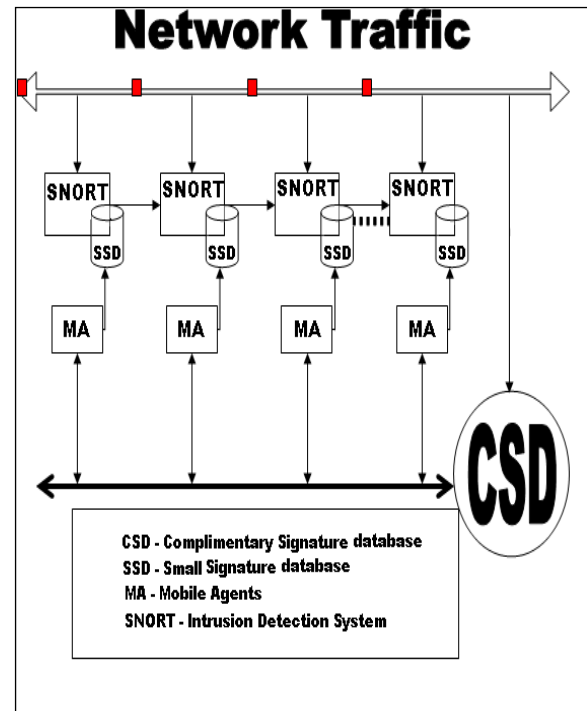 Network Traffic
SNORT SNORT SNORT SNORT
SSD SSD SSD SSD
MA MA MA MA
CSD
CSD - Complimentary Signature database
SSD - Small Signature database
MA - Mobile Agents
SNORT - Intrusion Detection System